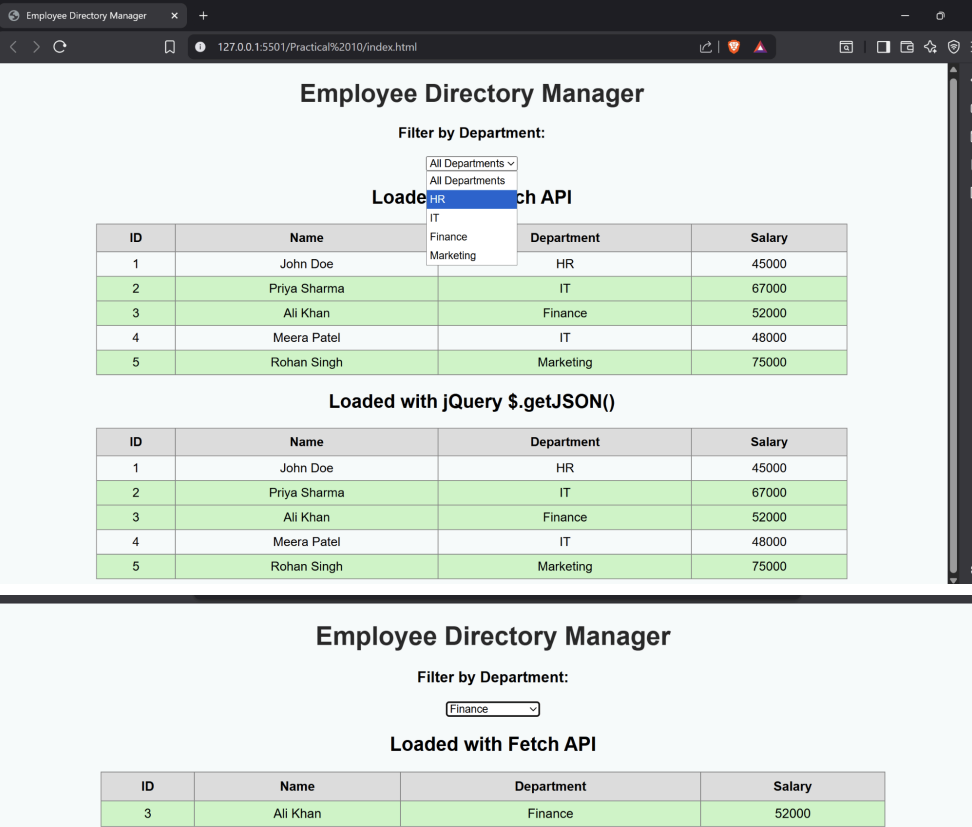 Employee Directory Manager
127.0.0.1:5501/Practical%2010/index.html
Employee Directory Manager
Filter by Department:
All Departments
All Departments
HR
IT
Finance
Marketing
Loade ch API
ID Name Department Salary
1 John Doe HR 45000
2 Priya Sharma IT 67000
3 Ali Khan Finance 52000
4 Meera Patel IT 48000
5 Rohan Singh Marketing 75000
Loaded with jQuery $.getJSON()
ID Name Department Salary
1 John Doe HR 45000
2 Priya Sharma IT 67000
3 Ali Khan Finance 52000
4 Meera Patel IT 48000
5 Rohan Singh Marketing 75000
Employee Directory Manager
Filter by Department:
Finance
Loaded with Fetch API
ID Name Department Salary
3 Ali Khan Finance 52000